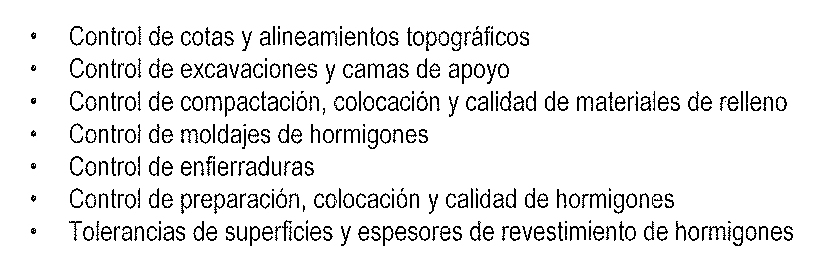 • Control de cotas y alineamientos topográficos
• Control de excavaciones y camas de apoyo
• Control de compactación, colocación y calidad de materiales de relleno
• Control de moldajes de hormigones
• Control de enfierraduras
• Control de preparación, colocación y calidad de hormigones
• Tolerancias de superficies y espesores de revestimiento de hormigones